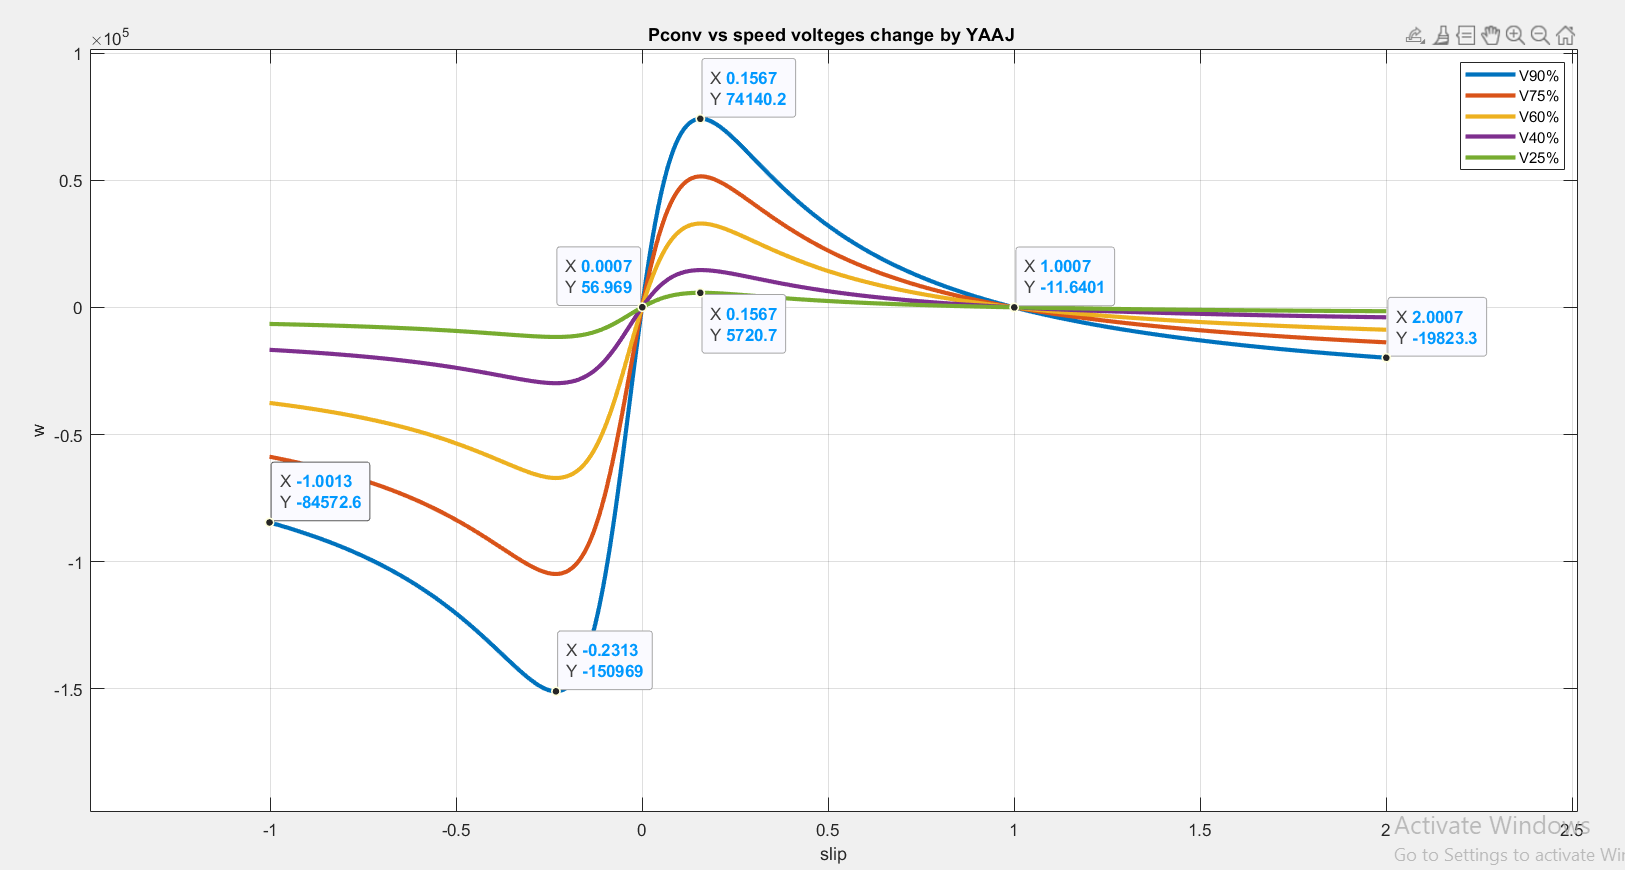 Pconv vs speed volteges change by YAAJ
×10⁵
1
0.5
0
-0.5
-1
-1.5
w
X 0.1567
Y 74140.2
V90%
V75%
V60%
V40%
V25%
X 0.0007
Y 56.969
X 1.0007
Y -11.6401
X 0.1567
Y 5720.7
X 2.0007
Y -19823.3
X -1.0013
Y -84572.6
X -0.2313
Y -150969
-1
-0.5
0
0.5
1
1.5
2
2.5
slip
Activate Windows
Go to Settings to activate Wi